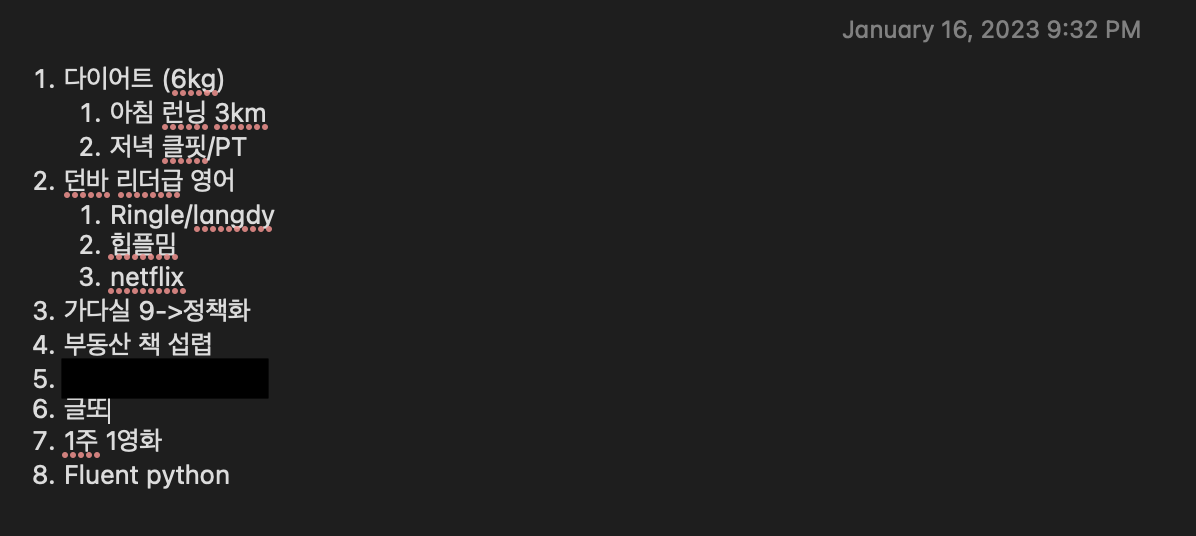 January 16, 2023 9:32 PM
1. 다이어트 (6kg)
1. 아침 런닝 3km
2. 저녁 클핏/PT
2. 던바 리더급 영어
1. Ringle/langdy
2. 힙플밈
3. netflix
3. 가다실 9->정책화
4. 부동산 책 섭렵
5.
6. 글또
7. 1주 1영화
8. Fluent python